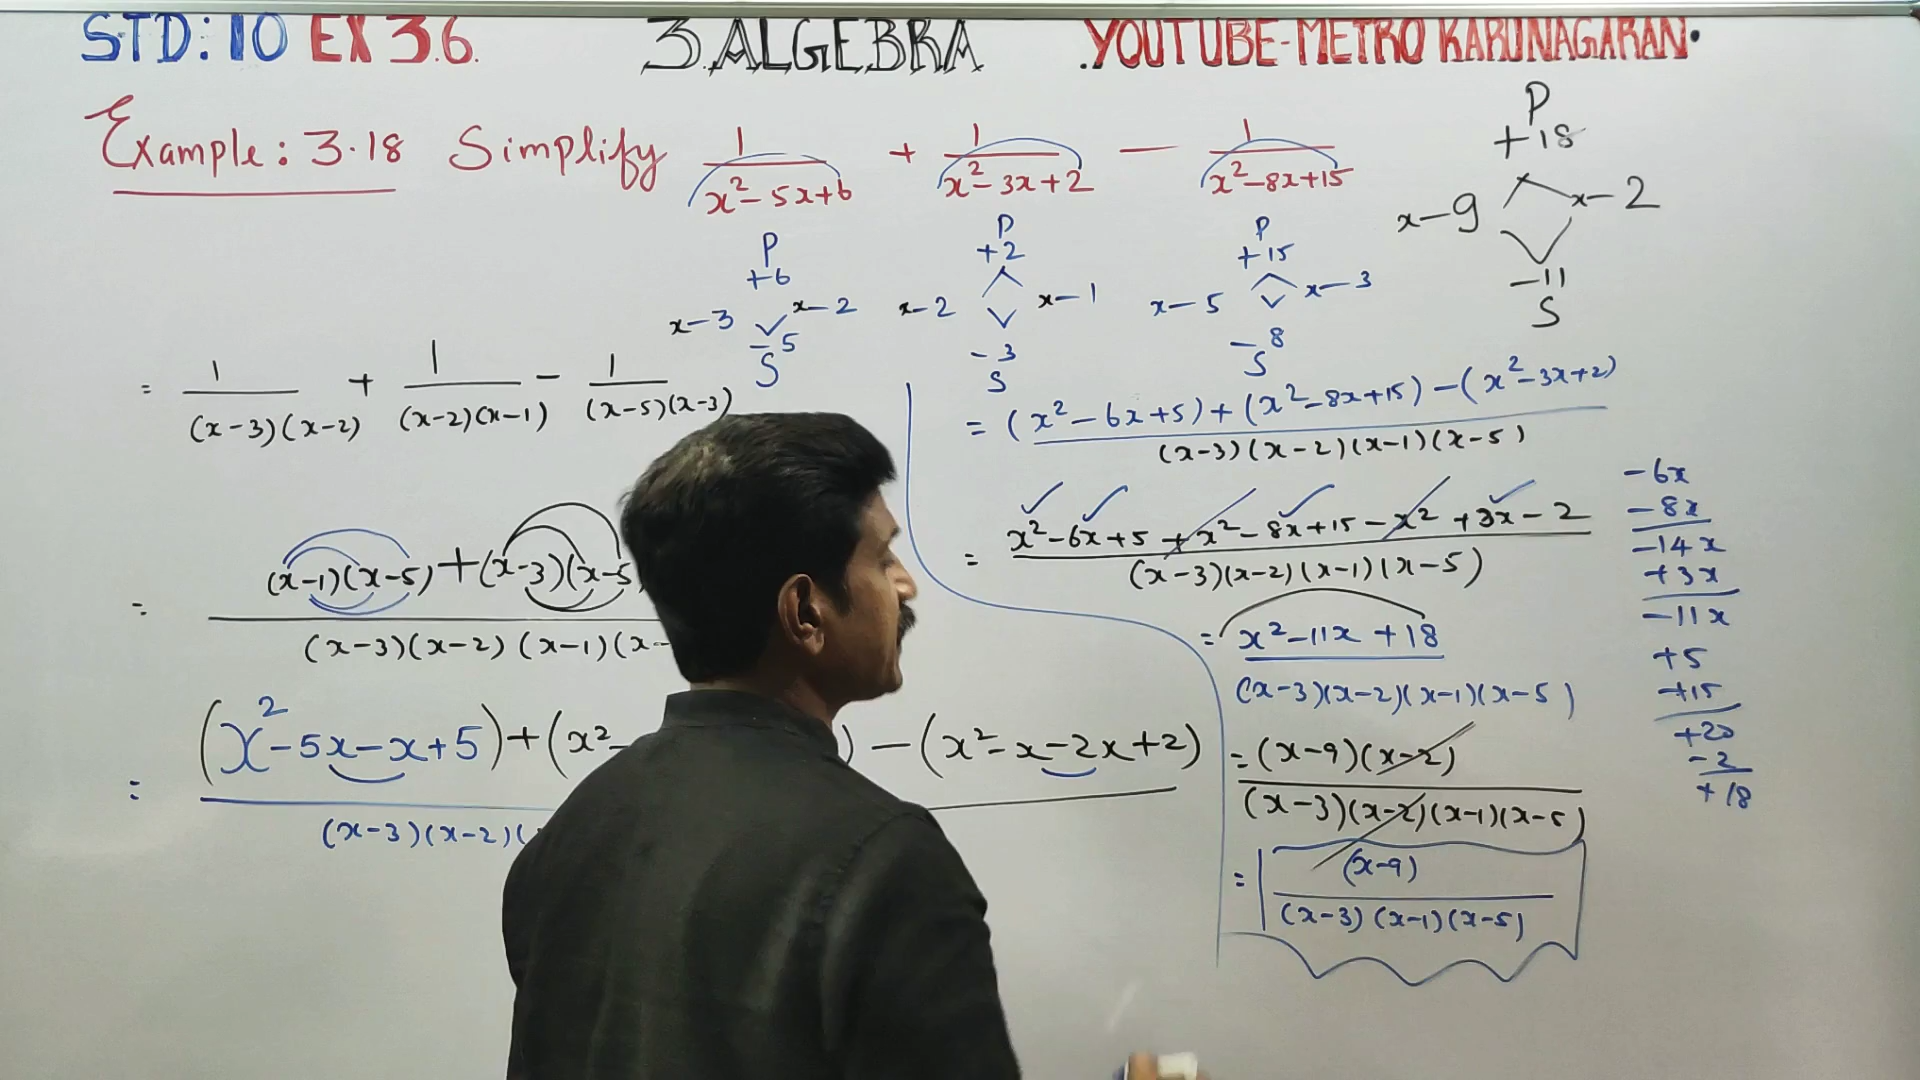 STD: 10 EX 3.6. 3. ALGEBRA .YOUTUBE-METRO KARUNAGARAN.
Example: 3.18 Simplify 1/(x²-5x+6) + 1/(x²-3x+2) - 1/(x²-8x+15)
P
+6
x-3 x-2
-5
S
P
+2
x-2 x-1
-3
S
P
+15
x-5 x-3
-8
S
P
+18
x-9 x-2
-11
S
= 1/((x-3)(x-2)) + 1/((x-2)(x-1)) - 1/((x-5)(x-3))
= (x-1)(x-5)+(x-3)(x-5
(x-3)(x-2)(x-1)(x-
= (x²-5x-x+5)+(x²- )-(x²-x-2x+2)
(x-3)(x-2)(
= (x²-6x+5)+(x²-8x+15)-(x²-3x+2)
(x-3)(x-2)(x-1)(x-5)
= x²-6x+5+x²-8x+15-x²+3x-2
(x-3)(x-2)(x-1)(x-5)
= x²-11x+18
(x-3)(x-2)(x-1)(x-5)
= (x-9)(x-2)
(x-3)(x-2)(x-1)(x-5)
= (x-9)
(x-3)(x-1)(x-5)
-6x
-8x
-14x
+3x
-11x
+5
+15
+20
-2
+18